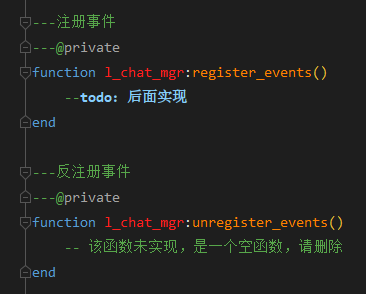 ---注册事件
---@private
function l_chat_mgr:register_events()
--todo: 后面实现
end
---反注册事件
---@private
function l_chat_mgr:unregister_events()
-- 该函数未实现，是一个空函数，请删除
end